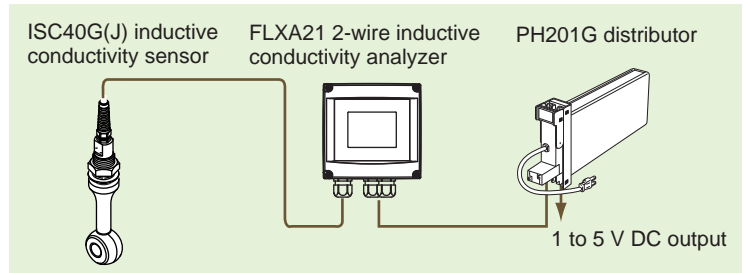 ISC40G(J) inductive
conductivity sensor
FLXA21 2-wire inductive
conductivity analyzer
PH201G distributor
1 to 5 V DC output